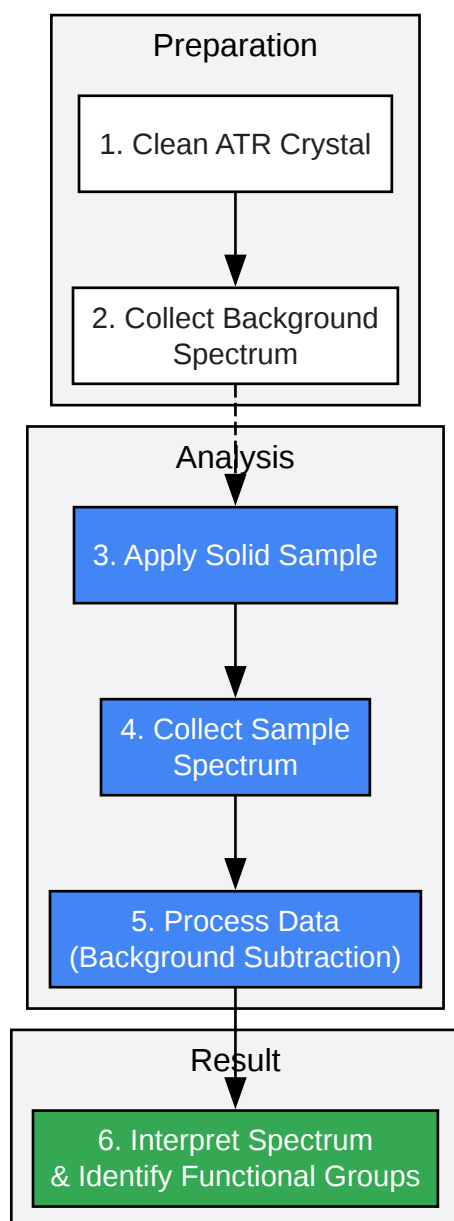 Preparation
1. Clean ATR Crystal
2. Collect Background
Spectrum
Analysis
3. Apply Solid Sample
4. Collect Sample
Spectrum
5. Process Data
(Background Subtraction)
Result
6. Interpret Spectrum
& Identify Functional Groups